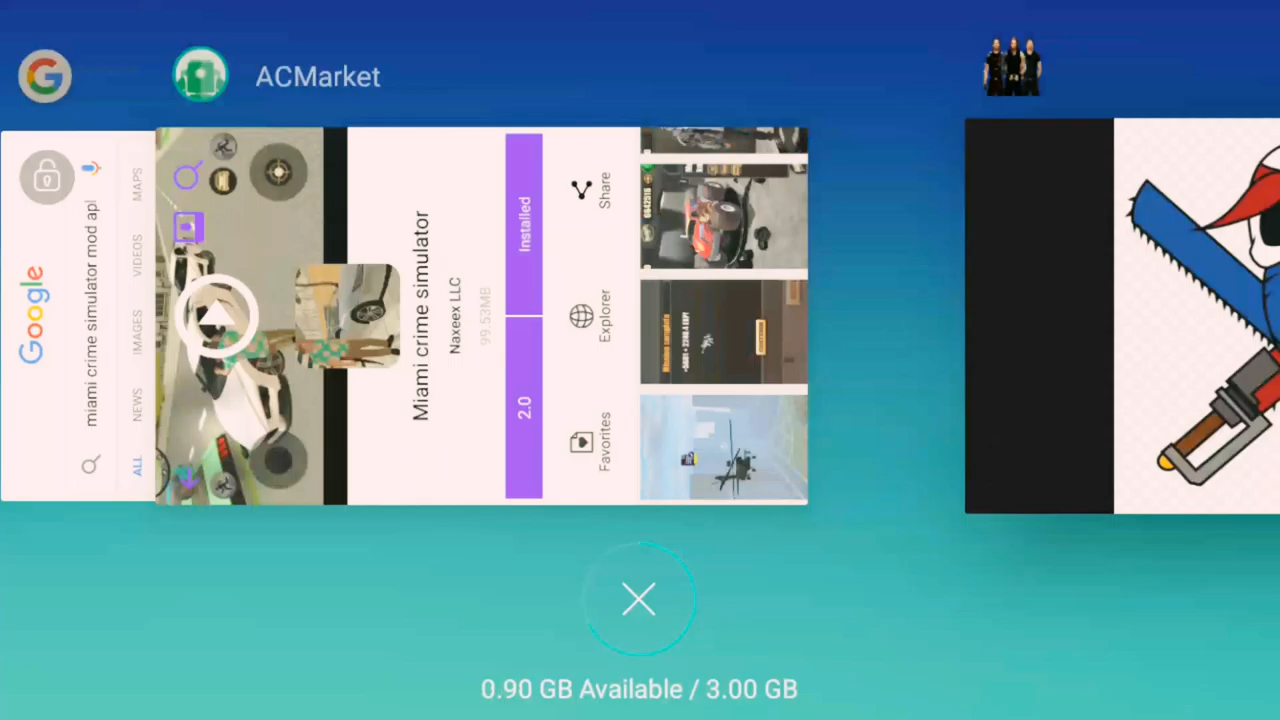 ACMarket
Google
miami crime simulator mod apl
ALL
NEWS
IMAGES
VIDEOS
MAPS
Miami crime simulator
Naxeex LLC
99.53MB
2.0
Installed
Favorites
Explorer
Share
0.90 GB Available / 3.00 GB